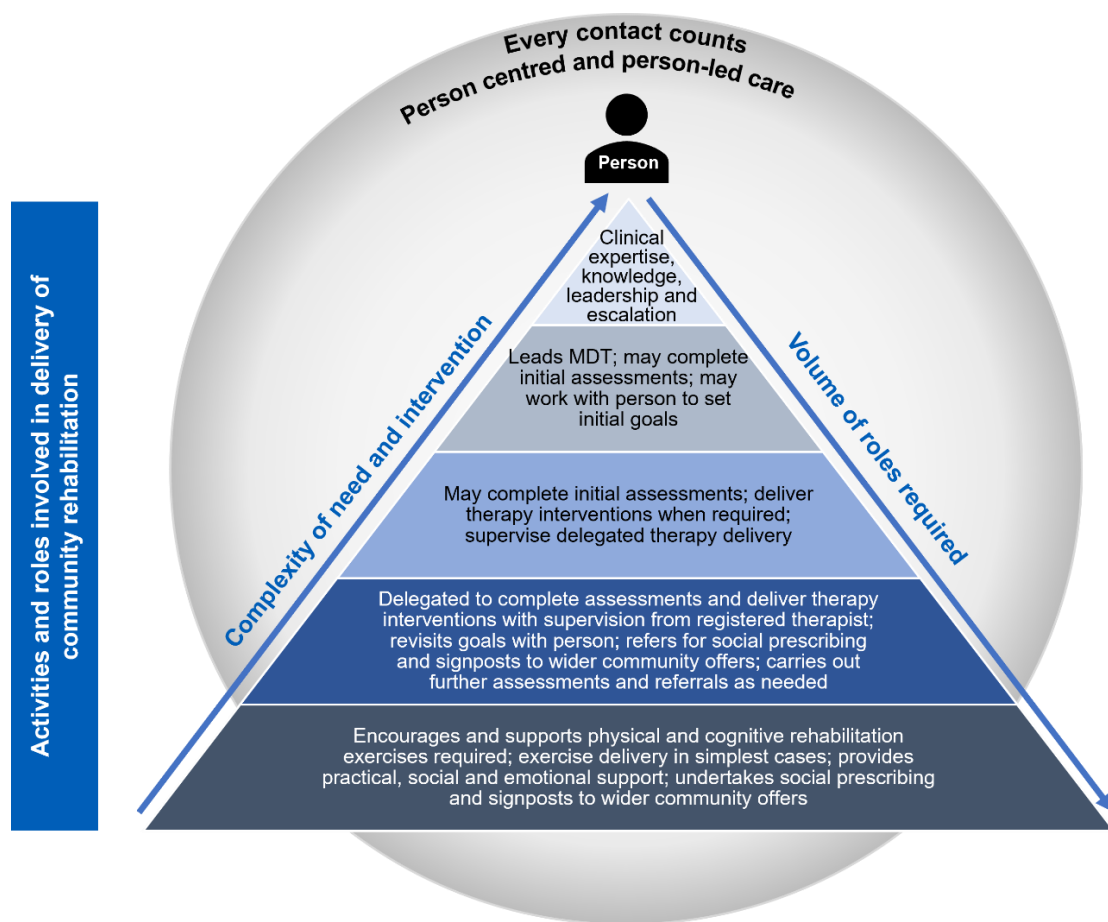 Every contact counts
Person centred and person-led care
Person
Activities and roles involved in delivery of
community rehabilitation
Complexity of need and intervention
Volume of roles required
Clinical
expertise,
knowledge,
leadership and
escalation
Leads MDT; may complete
initial assessments; may
work with person to set
initial goals
May complete initial assessments; deliver
therapy interventions when required;
supervise delegated therapy delivery
Delegated to complete assessments and deliver therapy
interventions with supervision from registered therapist;
revisits goals with person; refers for social prescribing
and signposts to wider community offers; carries out
further assessments and referrals as needed
Encourages and supports physical and cognitive rehabilitation
exercises required; exercise delivery in simplest cases; provides
practical, social and emotional support; undertakes social prescribing
and signposts to wider community offers